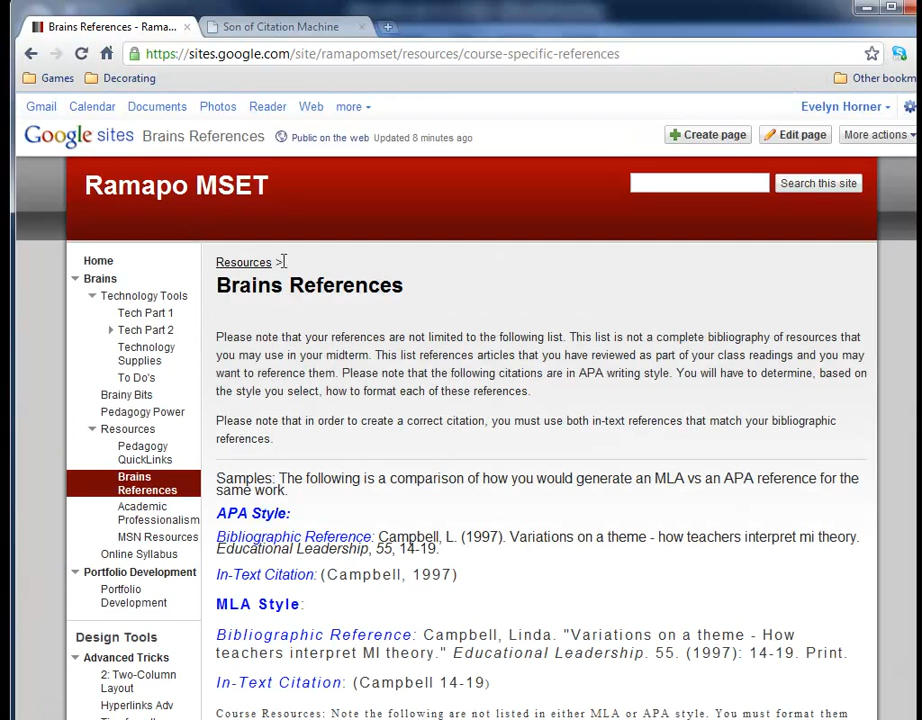 Brains References - Rama...
Son of Citation Machine
https://sites.google.com/site/ramapomset/resources/course-specific-references
Games
Decorating
Other bookm
Gmail Calendar Documents Photos Reader Web more
Evelyn Horner
Google sites Brains References Public on the web Updated 8 minutes ago
Create page Edit page More actions
Ramapo MSET
Search this site
Home
Brains
Technology Tools
Tech Part 1
Tech Part 2
Technology
Supplies
To Do's
Brainy Bits
Pedagogy Power
Resources
Pedagogy
QuickLinks
Brains
References
Academic
Professionalism
MSN Resources
Online Syllabus
Portfolio Development
Portfolio
Development
Design Tools
Advanced Tricks
2: Two-Column
Layout
Hyperlinks Adv
Resources >
Brains References
Please note that your references are not limited to the following list. This list is not a complete bibliography of resources that
you may use in your midterm. This list references articles that you have reviewed as part of your class readings and you may
want to reference them. Please note that the following citations are in APA writing style. You will have to determine, based on
the style you select, how to format each of these references.
Please note that in order to create a correct citation, you must use both in-text references that match your bibliographic
references.
Samples: The following is a comparison of how you would generate an MLA vs an APA reference for the
same work.
APA Style:
Bibliographic Reference: Campbell, L. (1997). Variations on a theme - how teachers interpret mi theory.
Educational Leadership, 55, 14-19.
In-Text Citation: (Campbell, 1997)
MLA Style:
Bibliographic Reference: Campbell, Linda. "Variations on a theme - How
teachers interpret MI theory." Educational Leadership. 55. (1997): 14-19. Print.
In-Text Citation: (Campbell 14-19)
Course Resources: Note the following are not listed in either MLA or APA style. You must format them